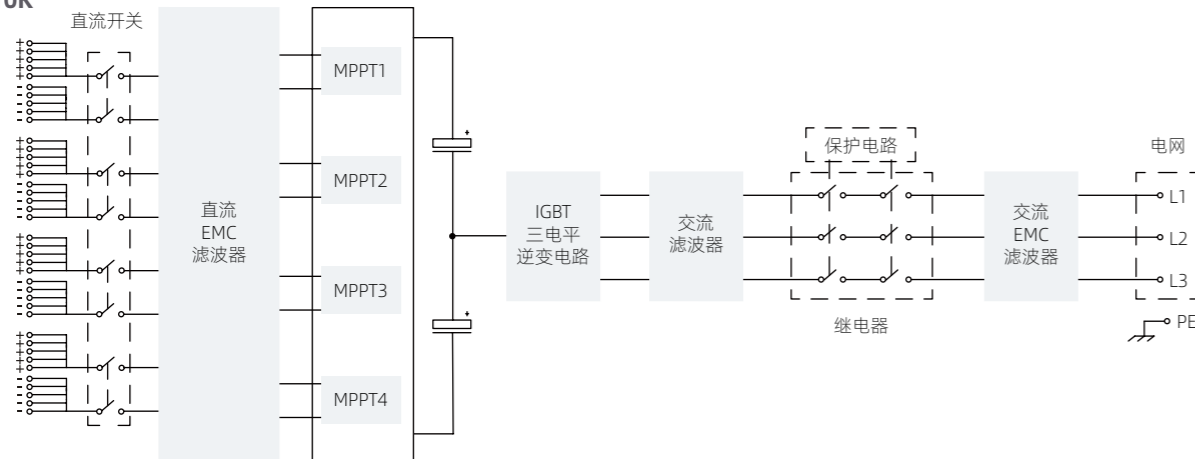 0K
直流开关
保护电路
电网
MPPT1
MPPT2
MPPT3
MPPT4
直流
EMC
滤波器
IGBT
三电平
逆变电路
交流
滤波器
继电器
交流
EMC
滤波器
L1
L2
L3
PE